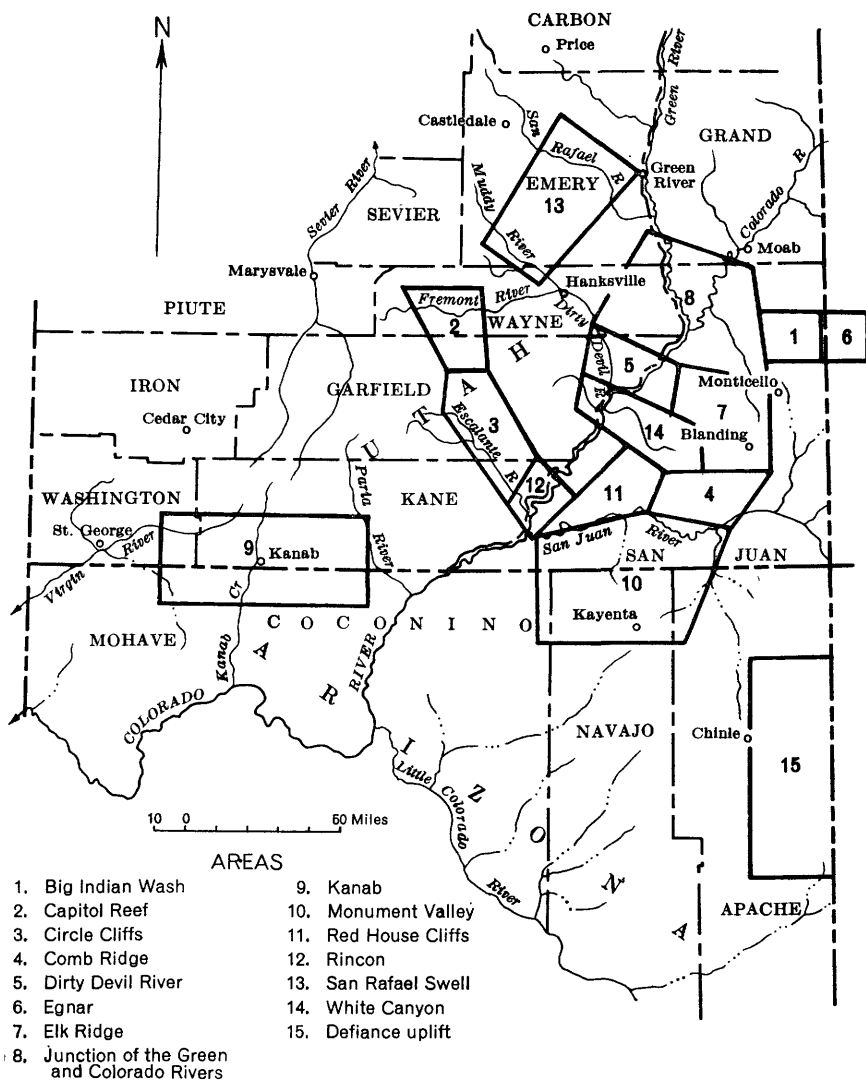 N
CARBON
Price
Green River
Castledale
San Rafael R
GRAND
Muddy River
EMERY
13
Green River
Colorado R
Sevier River
SEVIER
Moab
Marysvale
Hanksville
8
PIUTE
Fremont River
2
WAYNE
Dirty Devil R
1
6
IRON
GARFIELD
5
Monticello
Cedar City
3
Escalante R
7
14
Blanding
UTAH
WASHINGTON
Paria River
KANE
12
11
4
St. George
Virgin River
9
Kanab
San Juan River
SAN JUAN
10
Kanab Cr
COCONINO
Kayenta
MOHAVE
ARIZONA
COLORADO RIVER
NAVAJO
Chinle
15
Little Colorado River
10 0 60 Miles
APACHE
AREAS
1. Big Indian Wash
2. Capitol Reef
3. Circle Cliffs
4. Comb Ridge
5. Dirty Devil River
6. Egnar
7. Elk Ridge
8. Junction of the Green
and Colorado Rivers
9. Kanab
10. Monument Valley
11. Red House Cliffs
12. Rincon
13. San Rafael Swell
14. White Canyon
15. Defiance uplift